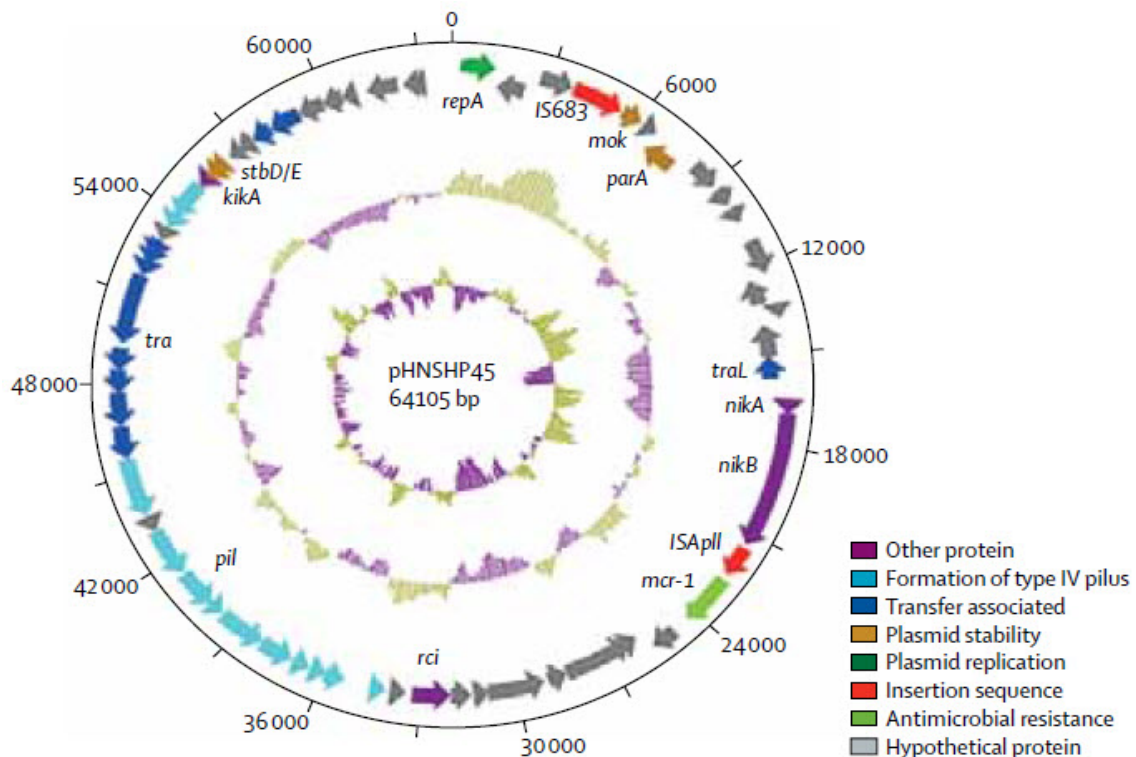 0
60000
6000
repA
IS683
mok
parA
stbD/E
kikA
54000
12000
tra
pHNSHP45
64105 bp
traL
nikA
48000
nikB
18000
ISApII
mcr-1
pil
42000
24000
rci
36000
30000
Other protein
Formation of type IV pilus
Transfer associated
Plasmid stability
Plasmid replication
Insertion sequence
Antimicrobial resistance
Hypothetical protein